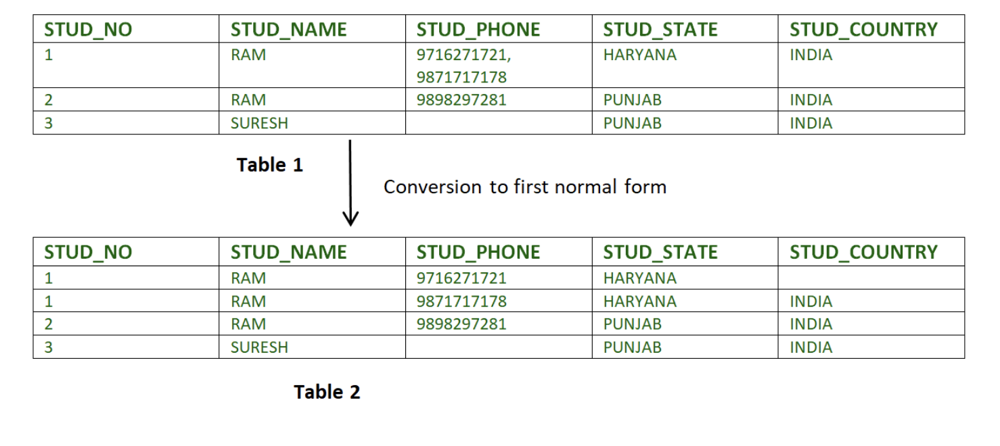 STUD_NO STUD_NAME STUD_PHONE STUD_STATE STUD_COUNTRY
1 RAM 9716271721, HARYANA INDIA
9871717178
2 RAM 9898297281 PUNJAB INDIA
3 SURESH PUNJAB INDIA
Table 1
Conversion to first normal form
STUD_NO STUD_NAME STUD_PHONE STUD_STATE STUD_COUNTRY
1 RAM 9716271721 HARYANA
1 RAM 9871717178 HARYANA INDIA
2 RAM 9898297281 PUNJAB INDIA
3 SURESH PUNJAB INDIA
Table 2